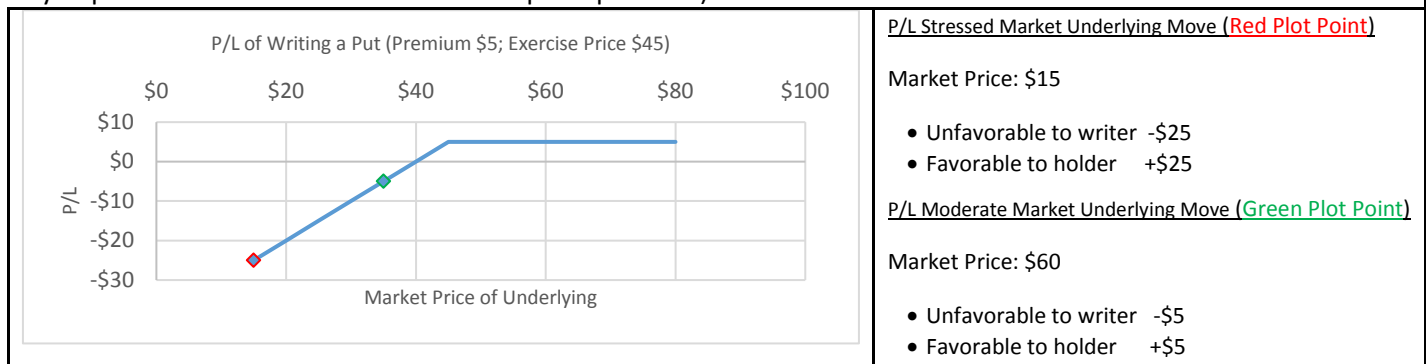 P/L of Writing a Put (Premium $5; Exercise Price $45)
$0 $20 $40 $60 $80 $100
$10
$0
-$10
-$20
-$30
P/L
Market Price of Underlying
P/L Stressed Market Underlying Move (Red Plot Point)
Market Price: $15
• Unfavorable to writer -$25
• Favorable to holder +$25
P/L Moderate Market Underlying Move (Green Plot Point)
Market Price: $60
• Unfavorable to writer -$5
• Favorable to holder +$5